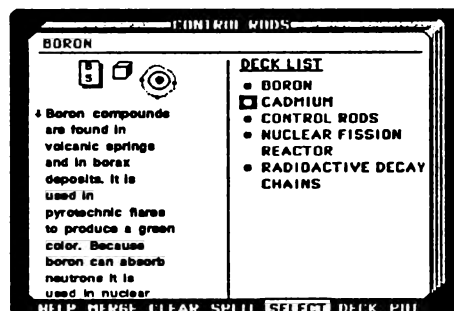 CONTROL RODS
BORON
B
S
Boron compounds
are found in
volcanic springs
and in borax
deposits. It is
used in
pyrotechnic flares
to produce a green
color. Because
boron can absorb
neutrons it is
used in nuclear
DECK LIST
BORON
CADMIUM
CONTROL RODS
NUCLEAR FISSION
REACTOR
RADIOACTIVE DECAY
CHAINS
HELP MERGE CLEAR SPLIT SELECT DECK PUT